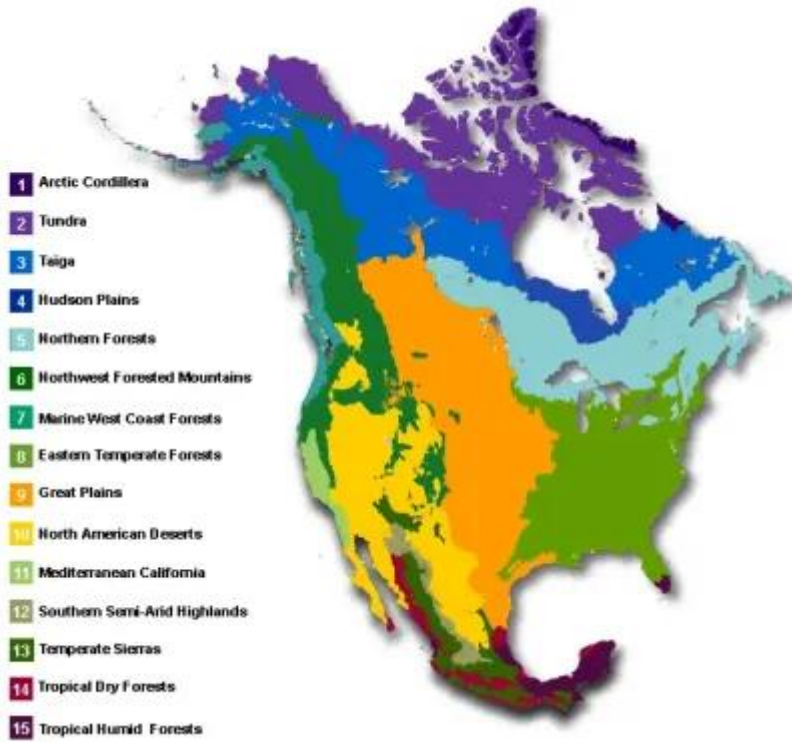 1 Arctic Cordillera
2 Tundra
3 Taiga
4 Hudson Plains
5 Northern Forests
6 Northwest Forested Mountains
7 Marine West Coast Forests
8 Eastern Temperate Forests
9 Great Plains
10 North American Deserts
11 Mediterranean California
12 Southern Semi-Arid Highlands
13 Temperate Sierras
14 Tropical Dry Forests
15 Tropical Humid Forests